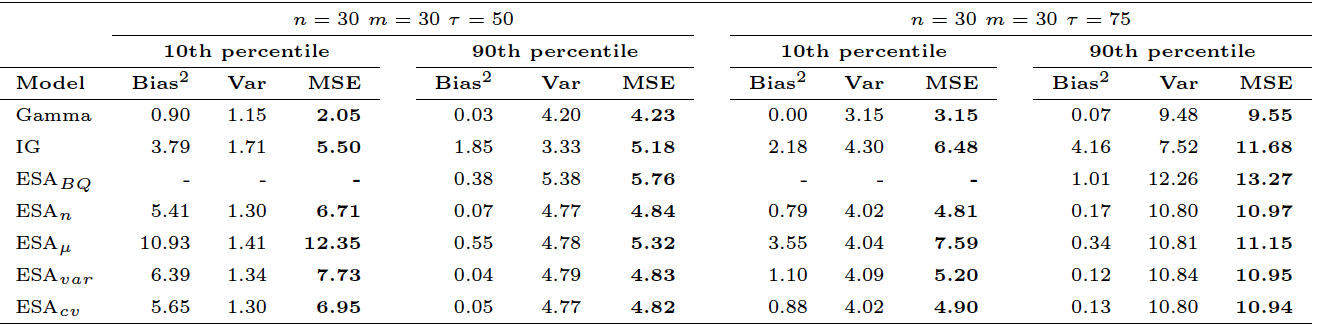 n = 30 m = 30 τ = 50 n = 30 m = 30 τ = 75
10th percentile 90th percentile 10th percentile 90th percentile
Model Bias² Var MSE Bias² Var MSE Bias² Var MSE Bias² Var MSE
Gamma 0.90 1.15 2.05 0.03 4.20 4.23 0.00 3.15 3.15 0.07 9.48 9.55
IG 3.79 1.71 5.50 1.85 3.33 5.18 2.18 4.30 6.48 4.16 7.52 11.68
ESA_BQ - - - 0.38 5.38 5.76 - - - 1.01 12.26 13.27
ESA_n 5.41 1.30 6.71 0.07 4.77 4.84 0.79 4.02 4.81 0.17 10.80 10.97
ESA_μ 10.93 1.41 12.35 0.55 4.78 5.32 3.55 4.04 7.59 0.34 10.81 11.15
ESA_var 6.39 1.34 7.73 0.04 4.79 4.83 1.10 4.09 5.20 0.12 10.84 10.95
ESA_cv 5.65 1.30 6.95 0.05 4.77 4.82 0.88 4.02 4.90 0.13 10.80 10.94